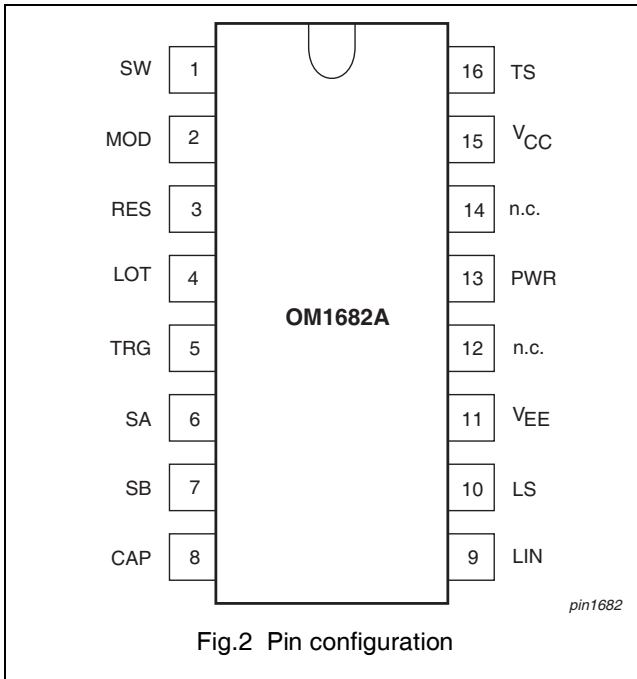 SW 1 16 TS
MOD 2 15 VCC
RES 3 14 n.c.
LOT 4 13 PWR
OM1682A
TRG 5 12 n.c.
SA 6 11 VEE
SB 7 10 LS
CAP 8 9 LIN
pin1682
Fig.2 Pin configuration